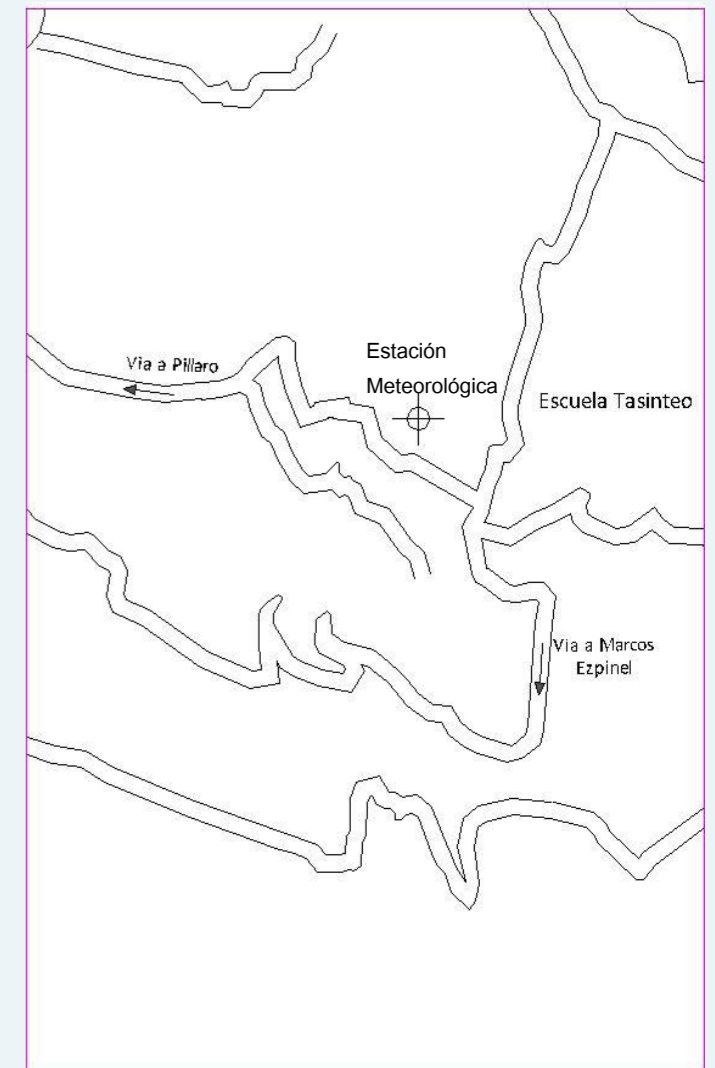 Estación
Meteorológica
Via a Pillaro
Escuela Tasinteo
Via a Marcos
Ezpinel